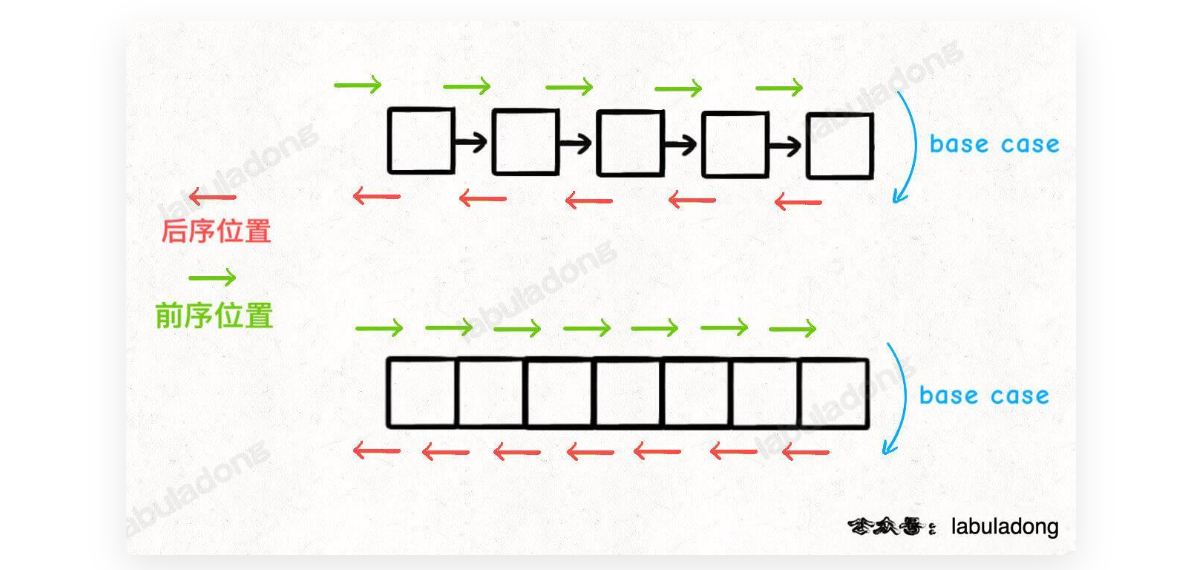 base case
后序位置
前序位置
base case
公众号: labuladong
labuladong
labuladong
labuladong
labuladong
labuladong